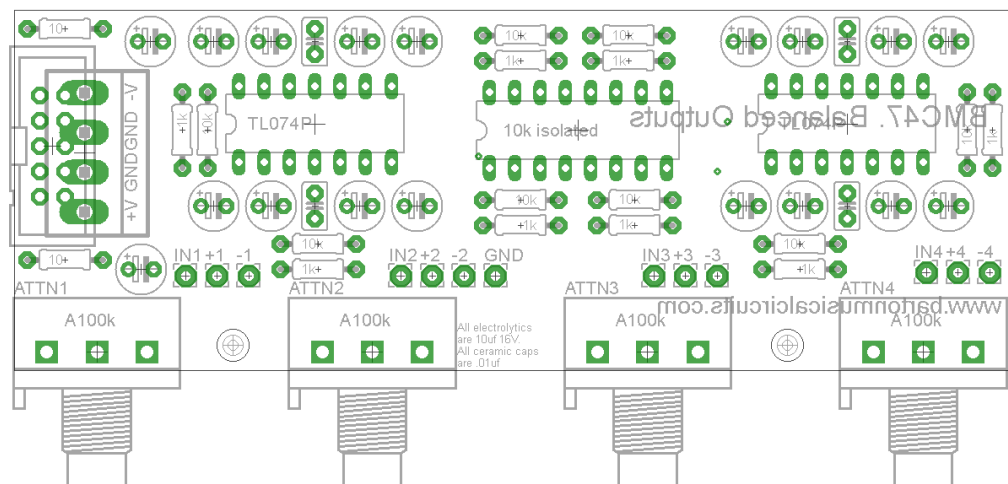 10
10k
10k
1k
1k
-V
GND
GND
+V
1k
10k
TL074P
10k isolated
BMC47. Balanced Outputs
TL074P
10k
1k
10k
10k
1k
1k
10k
1k
10k
1k
10
IN1 +1 -1
IN2 +2 -2 GND
IN3 +3 -3
IN4 +4 -4
ATTN1
ATTN2
ATTN3
ATTN4
www.bartonmusicalcircuits.com
A100k
A100k
A100k
A100k
All electrolytics
are 10uf 16V.
All ceramic caps
are .01uf